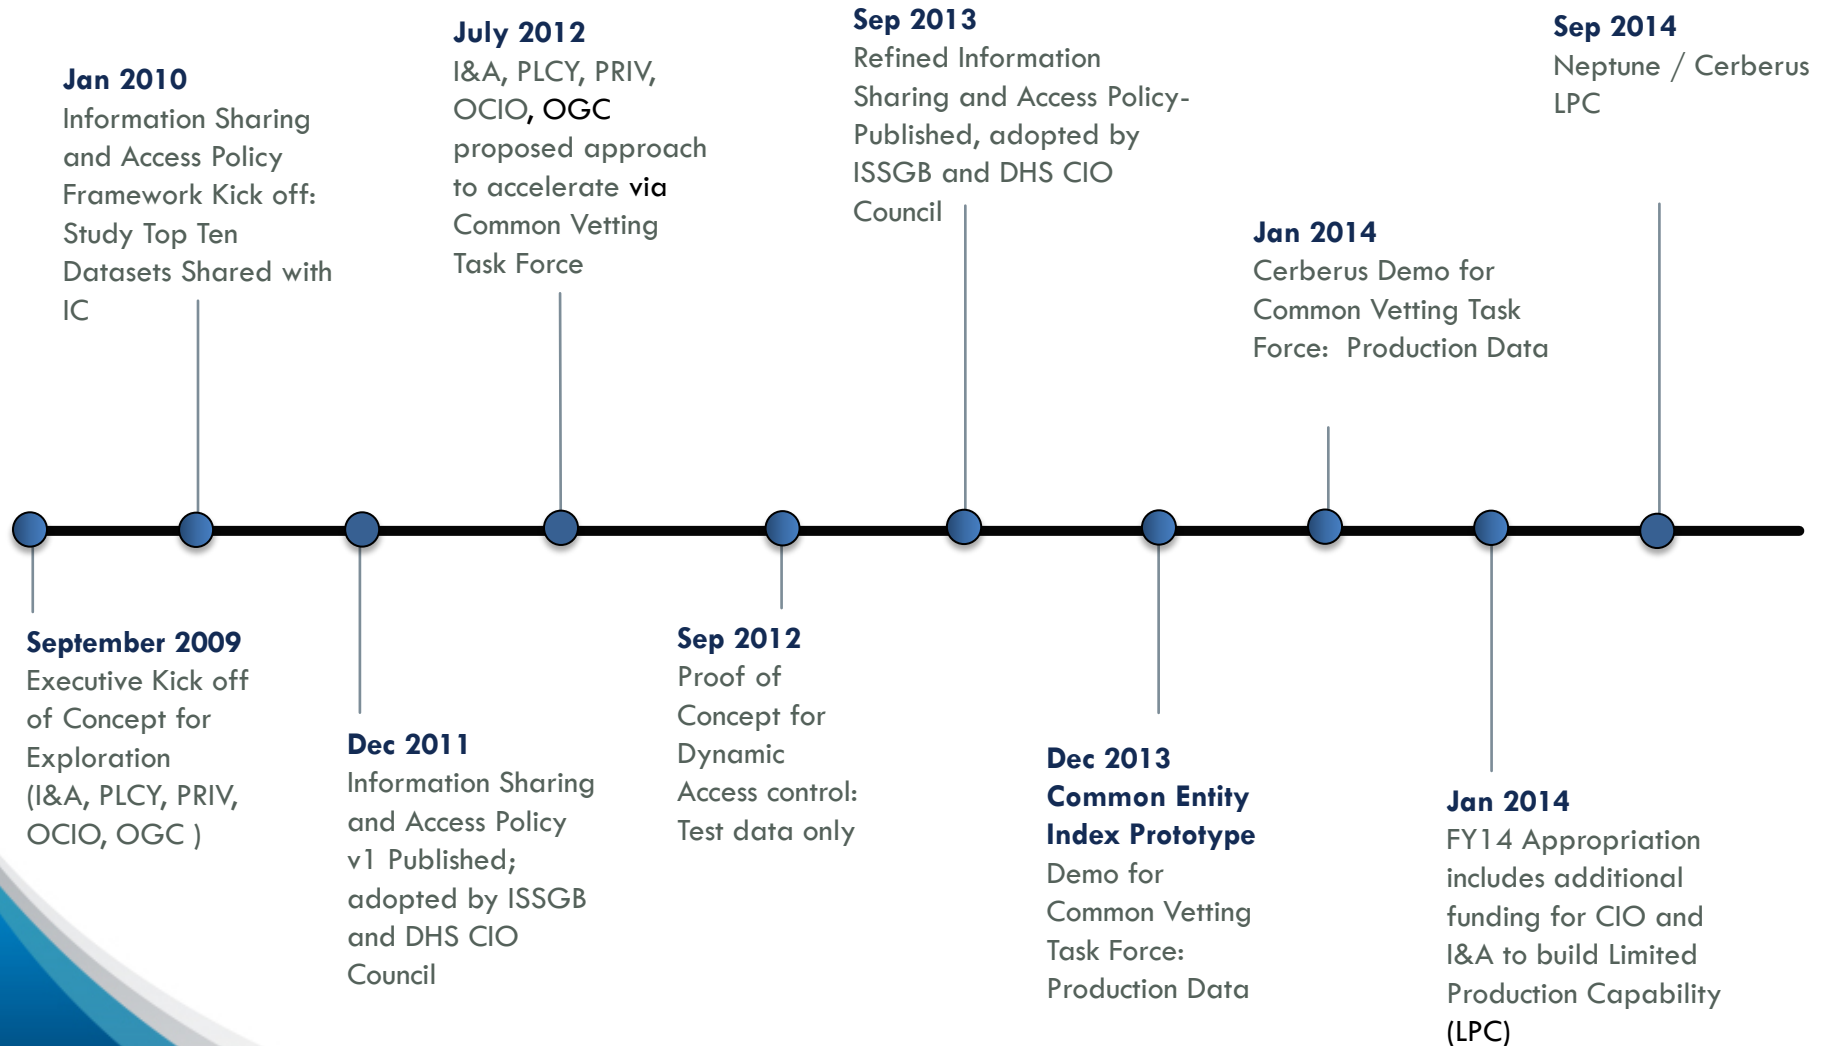 Jan 2010
Information Sharing
and Access Policy
Framework Kick off:
Study Top Ten
Datasets Shared with
IC
July 2012
I&A, PLCY, PRIV,
OCIO, OGC
proposed approach
to accelerate via
Common Vetting
Task Force
Sep 2013
Refined Information
Sharing and Access Policy-
Published, adopted by
ISSGB and DHS CIO
Council
Jan 2014
Cerberus Demo for
Common Vetting Task
Force: Production Data
Sep 2014
Neptune / Cerberus
LPC
September 2009
Executive Kick off
of Concept for
Exploration
(I&A, PLCY, PRIV,
OCIO, OGC )
Dec 2011
Information Sharing
and Access Policy
v1 Published;
adopted by ISSGB
and DHS CIO
Council
Sep 2012
Proof of
Concept for
Dynamic
Access control:
Test data only
Dec 2013
Common Entity
Index Prototype
Demo for
Common Vetting
Task Force:
Production Data
Jan 2014
FY14 Appropriation
includes additional
funding for CIO and
I&A to build Limited
Production Capability
(LPC)